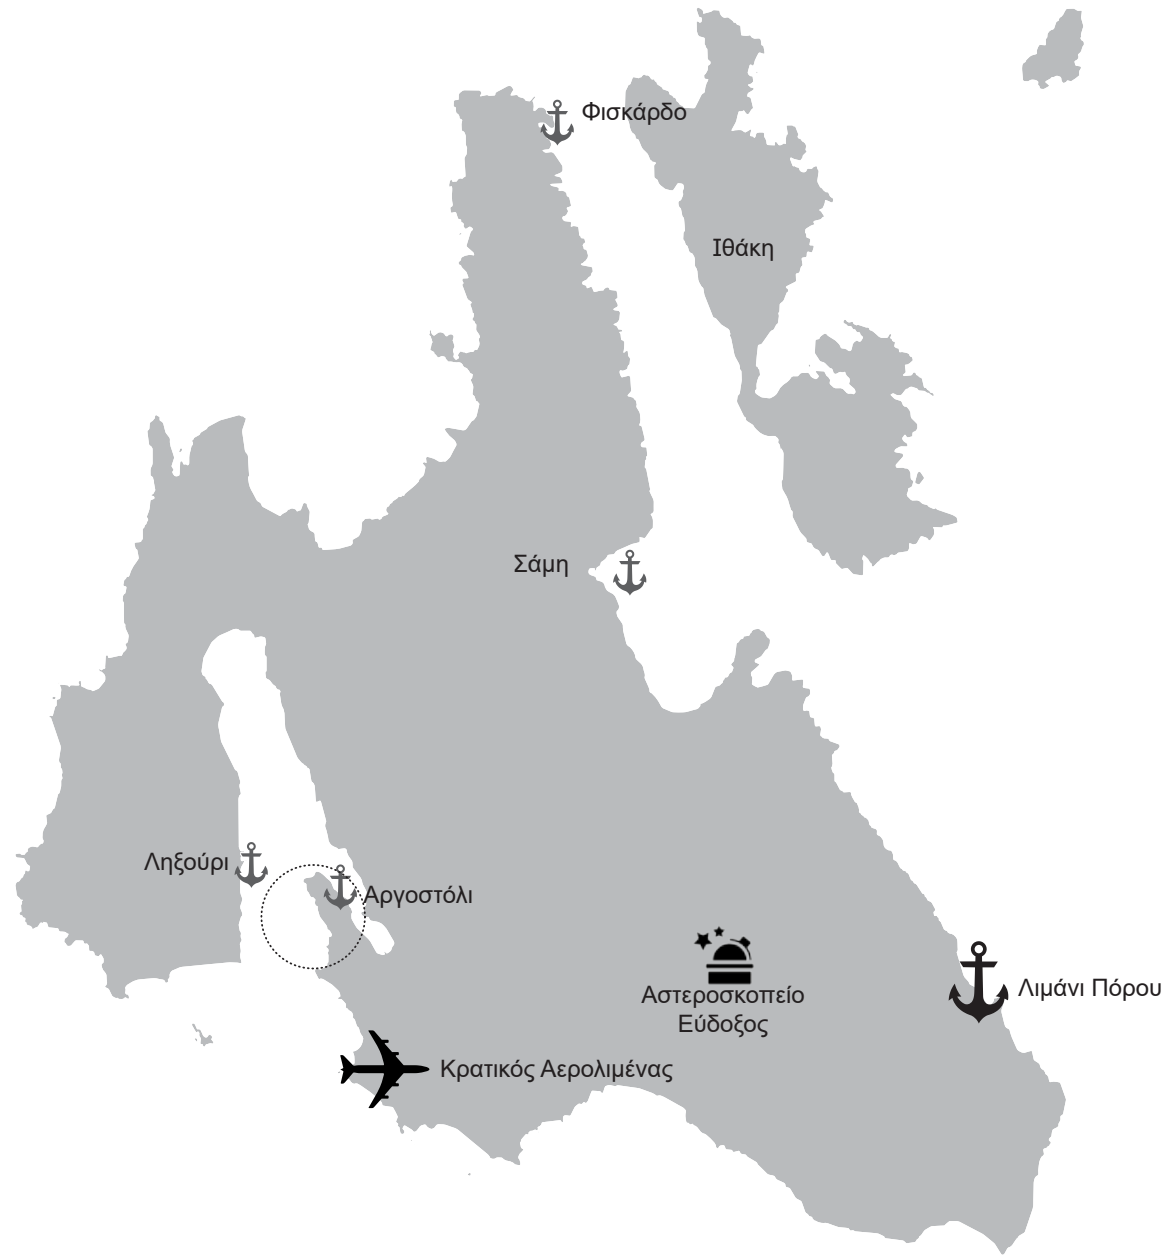 Φισκάρδο
Ιθάκη
Σάμη
Ληξούρι
Αργοστόλι
Αστεροσκοπείο
Εύδοξος
Λιμάνι Πόρου
Κρατικός Αερολιμένας